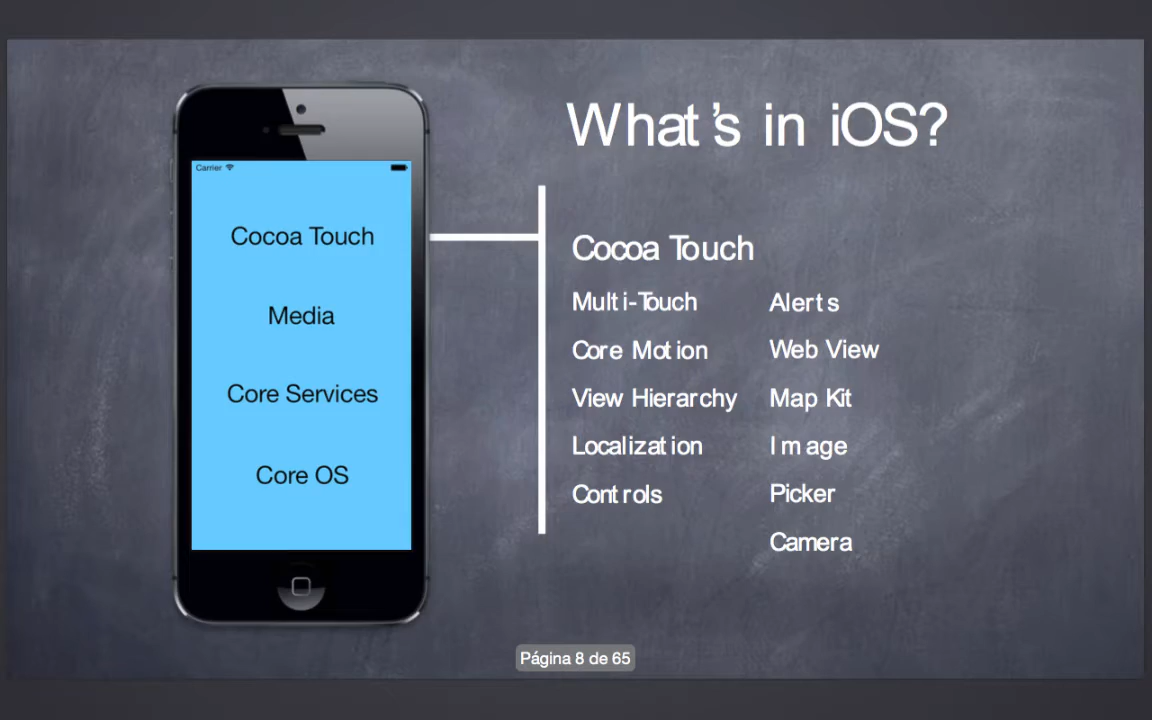 What's in iOS?
Carrier
Cocoa Touch
Media
Core Services
Core OS
Cocoa Touch
Multi-Touch
Core Motion
View Hierarchy
Localization
Controls
Alerts
Web View
Map Kit
Image
Picker
Camera
Página 8 de 65